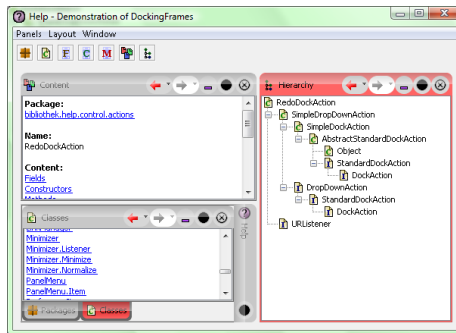 Help - Demonstration of DockingFrames
Panels Layout Window
F C M
Content
Package:
bibliothek.help.control.actions
Name:
RedoDockAction
Content:
Fields
Constructors
Methods
Classes
Minimizer
Minimizer.Listener
Minimizer.Minimize
Minimizer.Normalize
PanelMenu
PanelMenu.Item
Packages
Classes
Help
Hierarchy
RedoDockAction
SimpleDropDownAction
SimpleDockAction
AbstractStandardDockAction
Object
StandardDockAction
DockAction
DropDownAction
StandardDockAction
DockAction
URListener